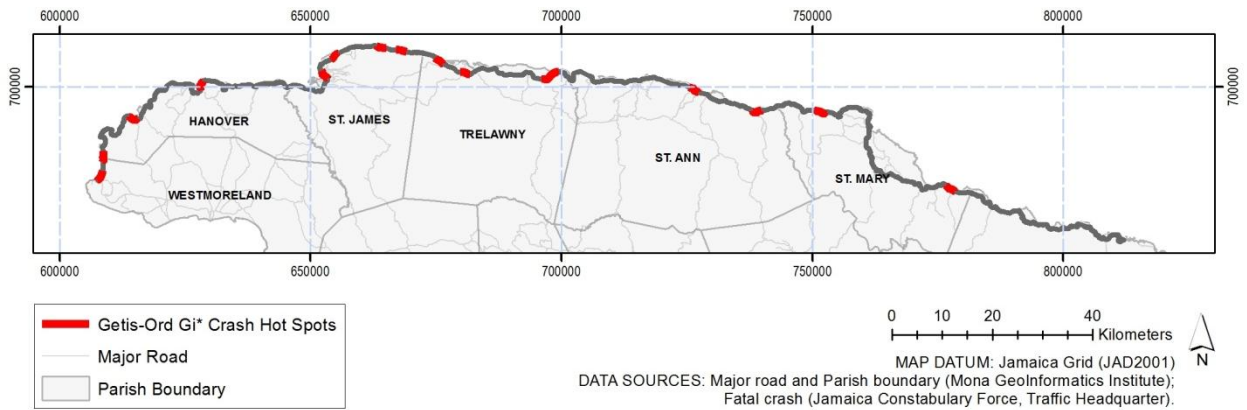 600000 650000 700000 750000 800000
700000 700000
HANOVER
ST. JAMES
TRELAWNY
ST. ANN
ST. MARY
WESTMORELAND
600000 650000 700000 750000 800000
Getis-Ord Gi* Crash Hot Spots
Major Road
Parish Boundary
0 10 20 40
Kilometers
N
MAP DATUM: Jamaica Grid (JAD2001)
DATA SOURCES: Major road and Parish boundary (Mona GeoInformatics Institute);
Fatal crash (Jamaica Constabulary Force, Traffic Headquarter).